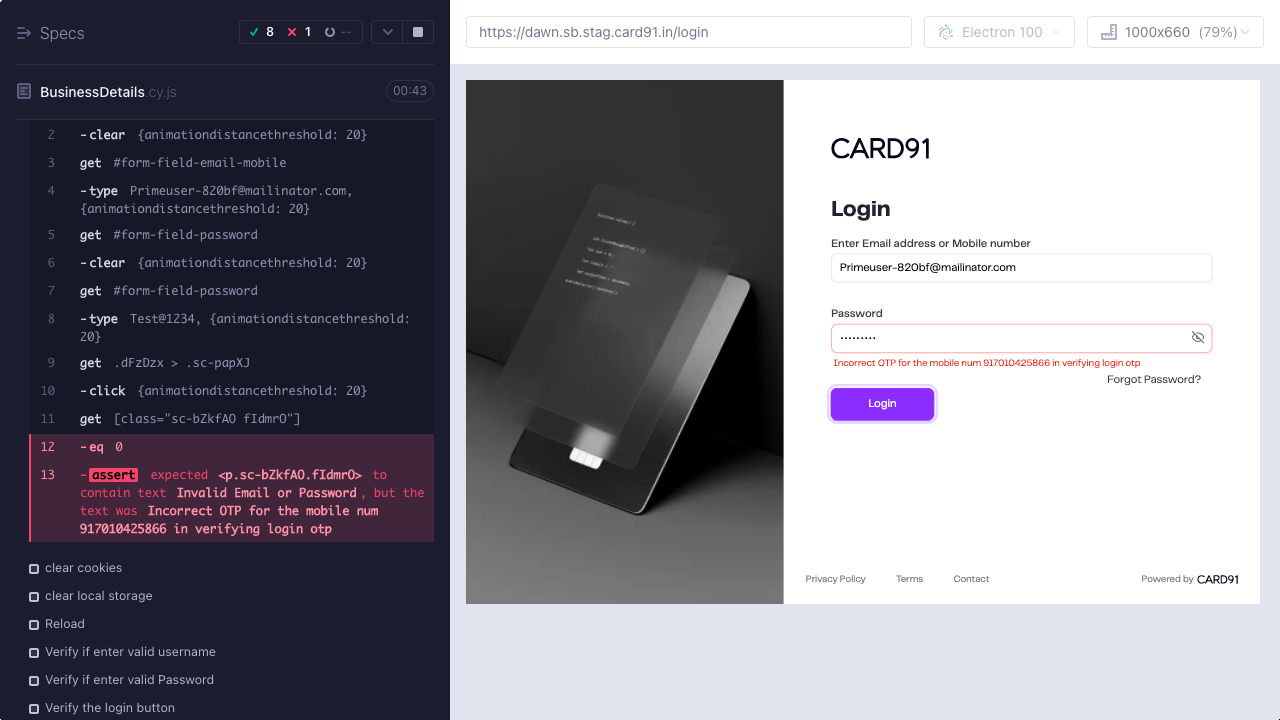 Specs
8 1 --
BusinessDetails.cy.js
00:43
2 -clear {animationdistancethreshold: 20}
3 get #form-field-email-mobile
4 -type Primeuser-820bf@mailinator.com,
{animationdistancethreshold: 20}
5 get #form-field-password
6 -clear {animationdistancethreshold: 20}
7 get #form-field-password
8 -type Test@1234, {animationdistancethreshold:
20}
9 get .dFzDzx > .sc-papXJ
10 -click {animationdistancethreshold: 20}
11 get [class="sc-bZkfAO fIdmrO"]
12 -eq 0
13 -assert expected <p.sc-bZkfAO.fIdmrO> to
contain text Invalid Email or Password, but the
text was Incorrect OTP for the mobile num
917010425866 in verifying login otp
clear cookies
clear local storage
Reload
Verify if enter valid username
Verify if enter valid Password
Verify the login button
https://dawn.sb.stag.card91.in/login
Electron 100
1000x660 (79%)
CARD91
Login
Enter Email address or Mobile number
Primeuser-820bf@mailinator.com
Password
•••••••••
Incorrect OTP for the mobile num 917010425866 in verifying login otp
Forgot Password?
Login
Privacy Policy Terms Contact
Powered by CARD91